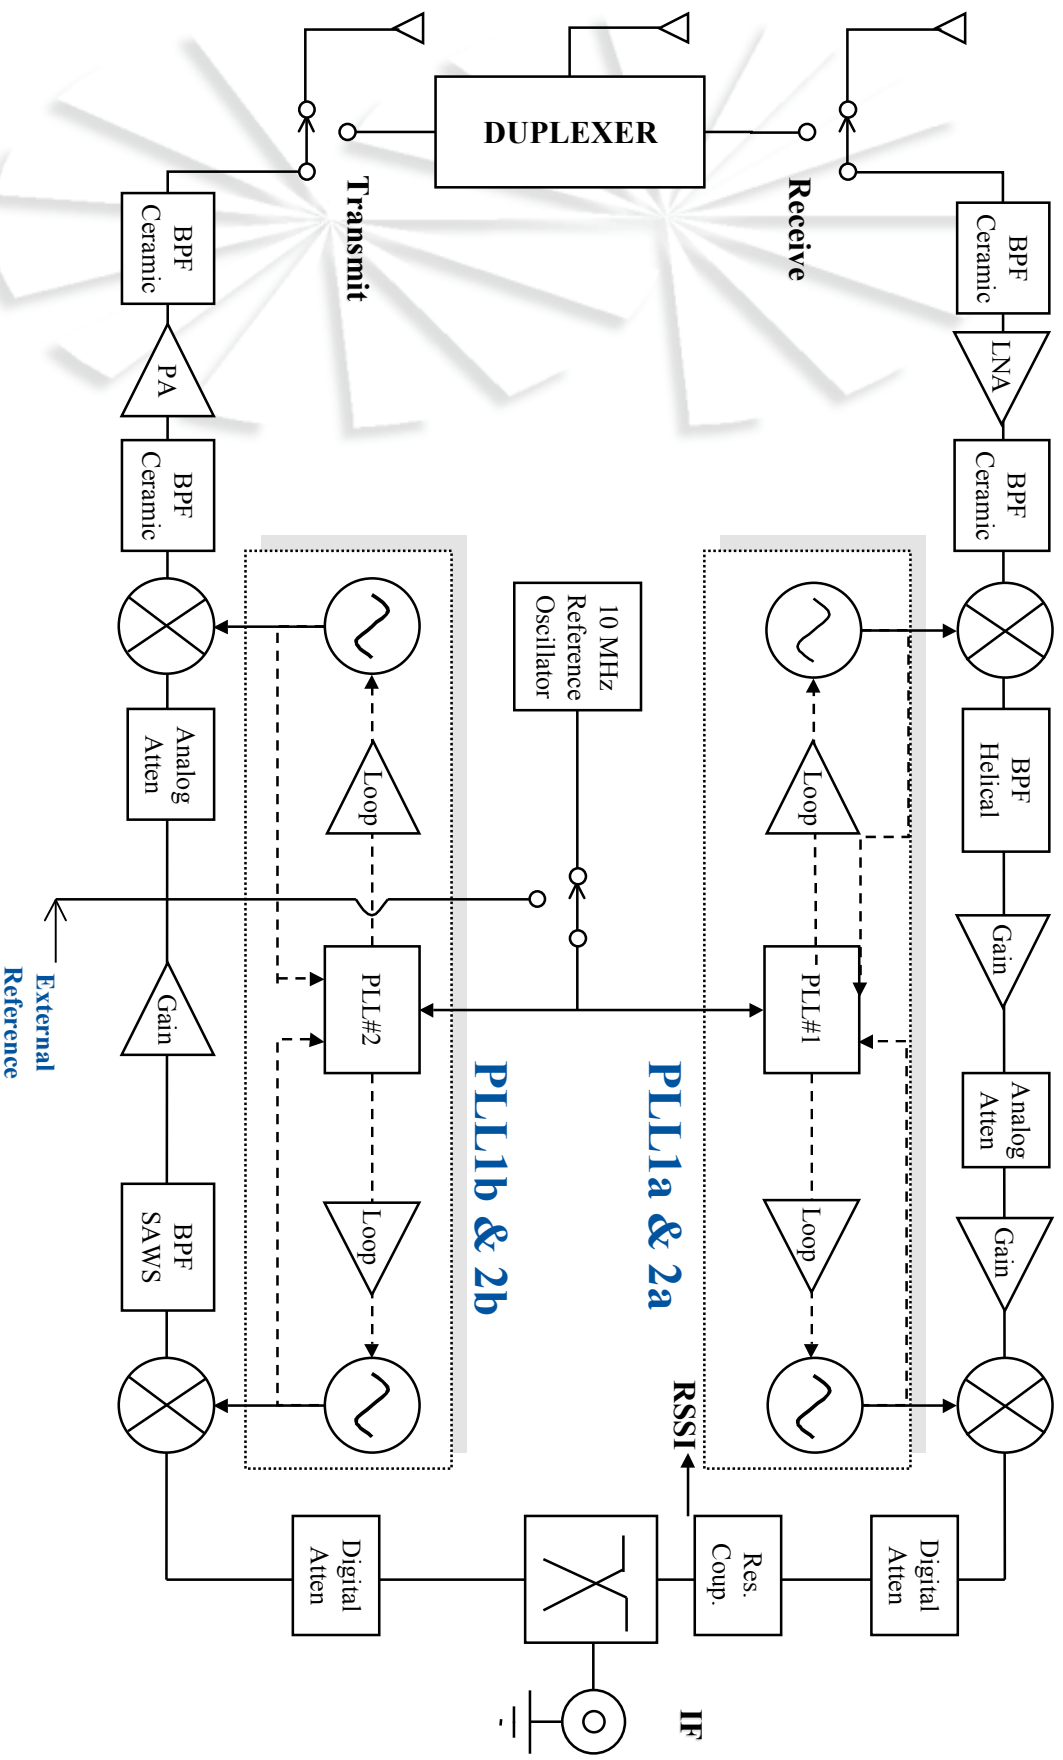 DUPLEXER
Receive
Transmit
BPF
Ceramic
LNA
BPF
Ceramic
BPF
Helical
Gain
Analog
Atten
Gain
Digital
Atten
Res.
Coup.
RSSI
IF
Loop
PLL#1
Loop
PLL1a & 2a
10 MHz
Reference
Oscillator
PLL1b & 2b
Loop
PLL#2
Loop
BPF
Ceramic
PA
BPF
Ceramic
Analog
Atten
Gain
BPF
SAWS
Digital
Atten
External
Reference